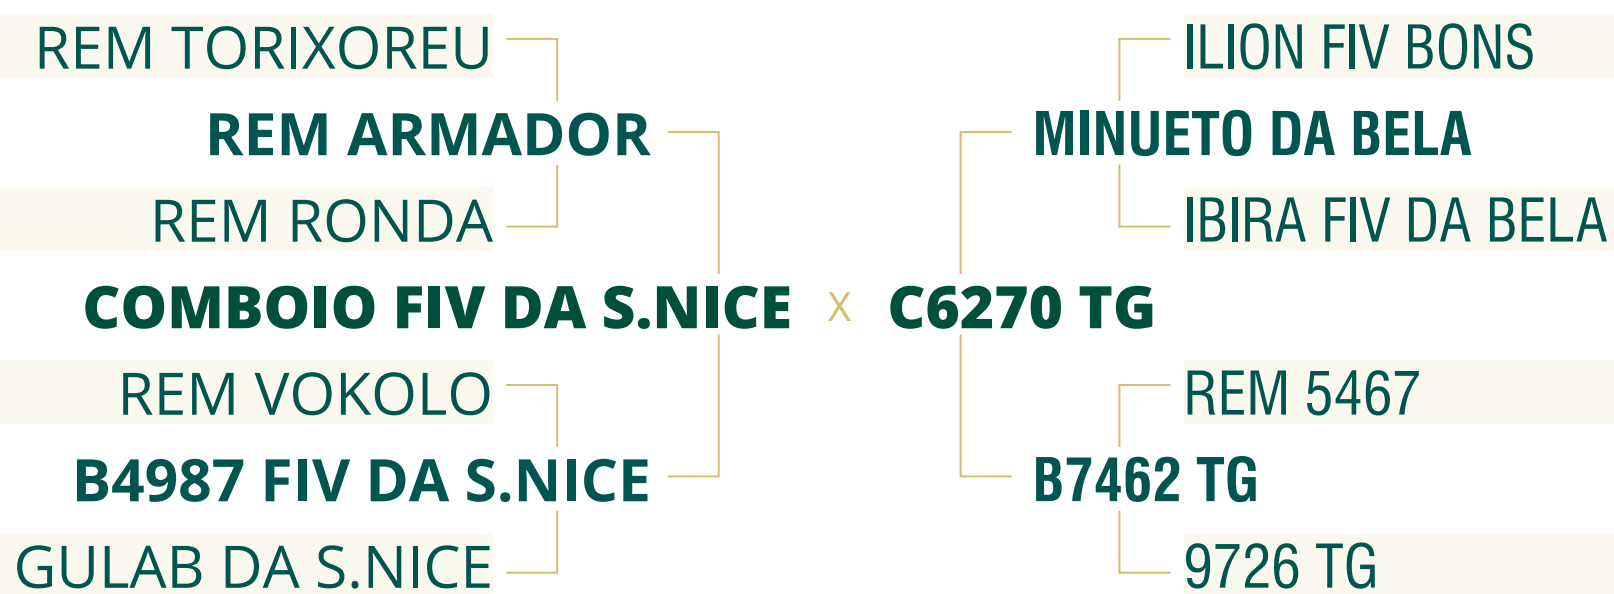 REM TORIXOREU
ILION FIV BONS
REM ARMADOR
MINUETO DA BELA
REM RONDA
IBIRA FIV DA BELA
COMBOIO FIV DA S.NICE X C6270 TG
REM VOKOLO
REM 5467
B4987 FIV DA S.NICE
B7462 TG
GULAB DA S.NICE
9726 TG